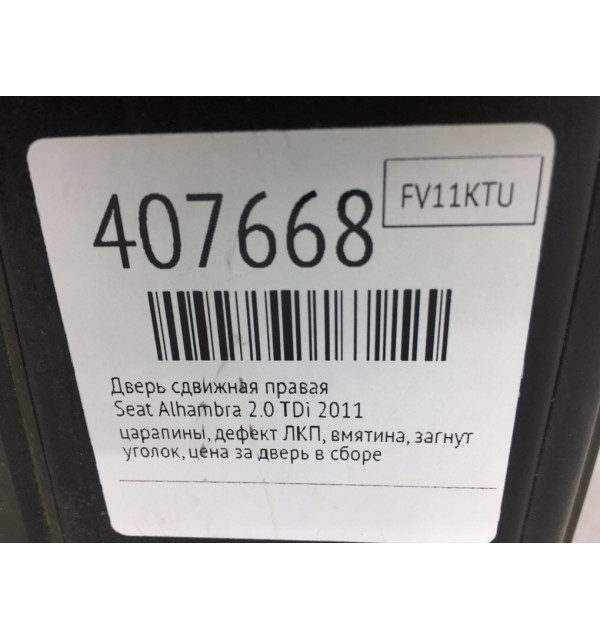 407668
FV11KTU
Дверь сдвижная правая
Seat Alhambra 2.0 TDi 2011
царапины, дефект ЛКП, вмятина, загнут
уголок, цена за дверь в сборе